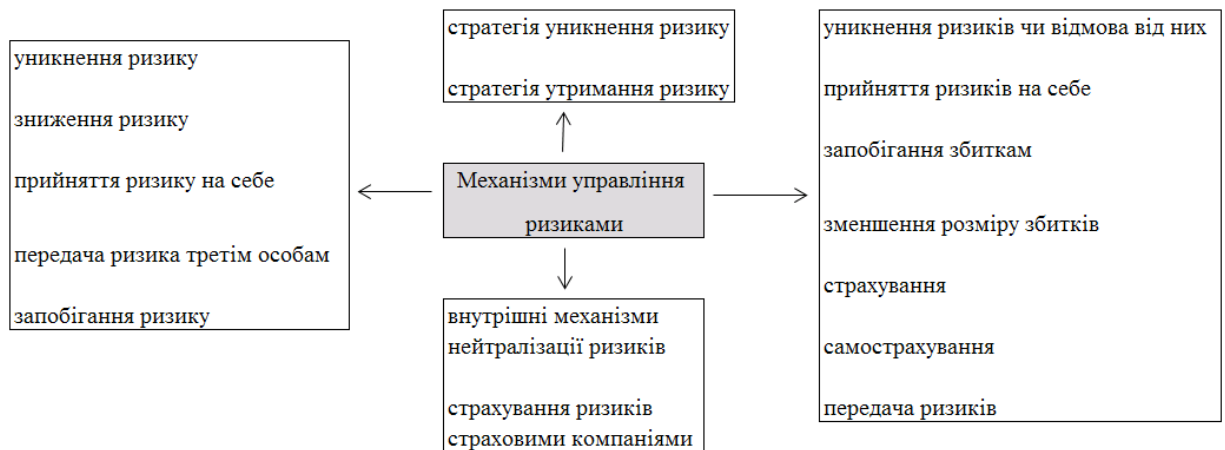 стратегія уникнення ризику
стратегія утримання ризику
уникнення ризику
зниження ризику
прийняття ризику на себе
передача ризика третім особам
запобігання ризику
Механізми управління
ризиками
уникнення ризиків чи відмова від них
прийняття ризиків на себе
запобігання збиткам
зменшення розміру збитків
страхування
самострахування
передача ризиків
внутрішні механізми
нейтралізації ризиків
страхування ризиків
страховими компаніями